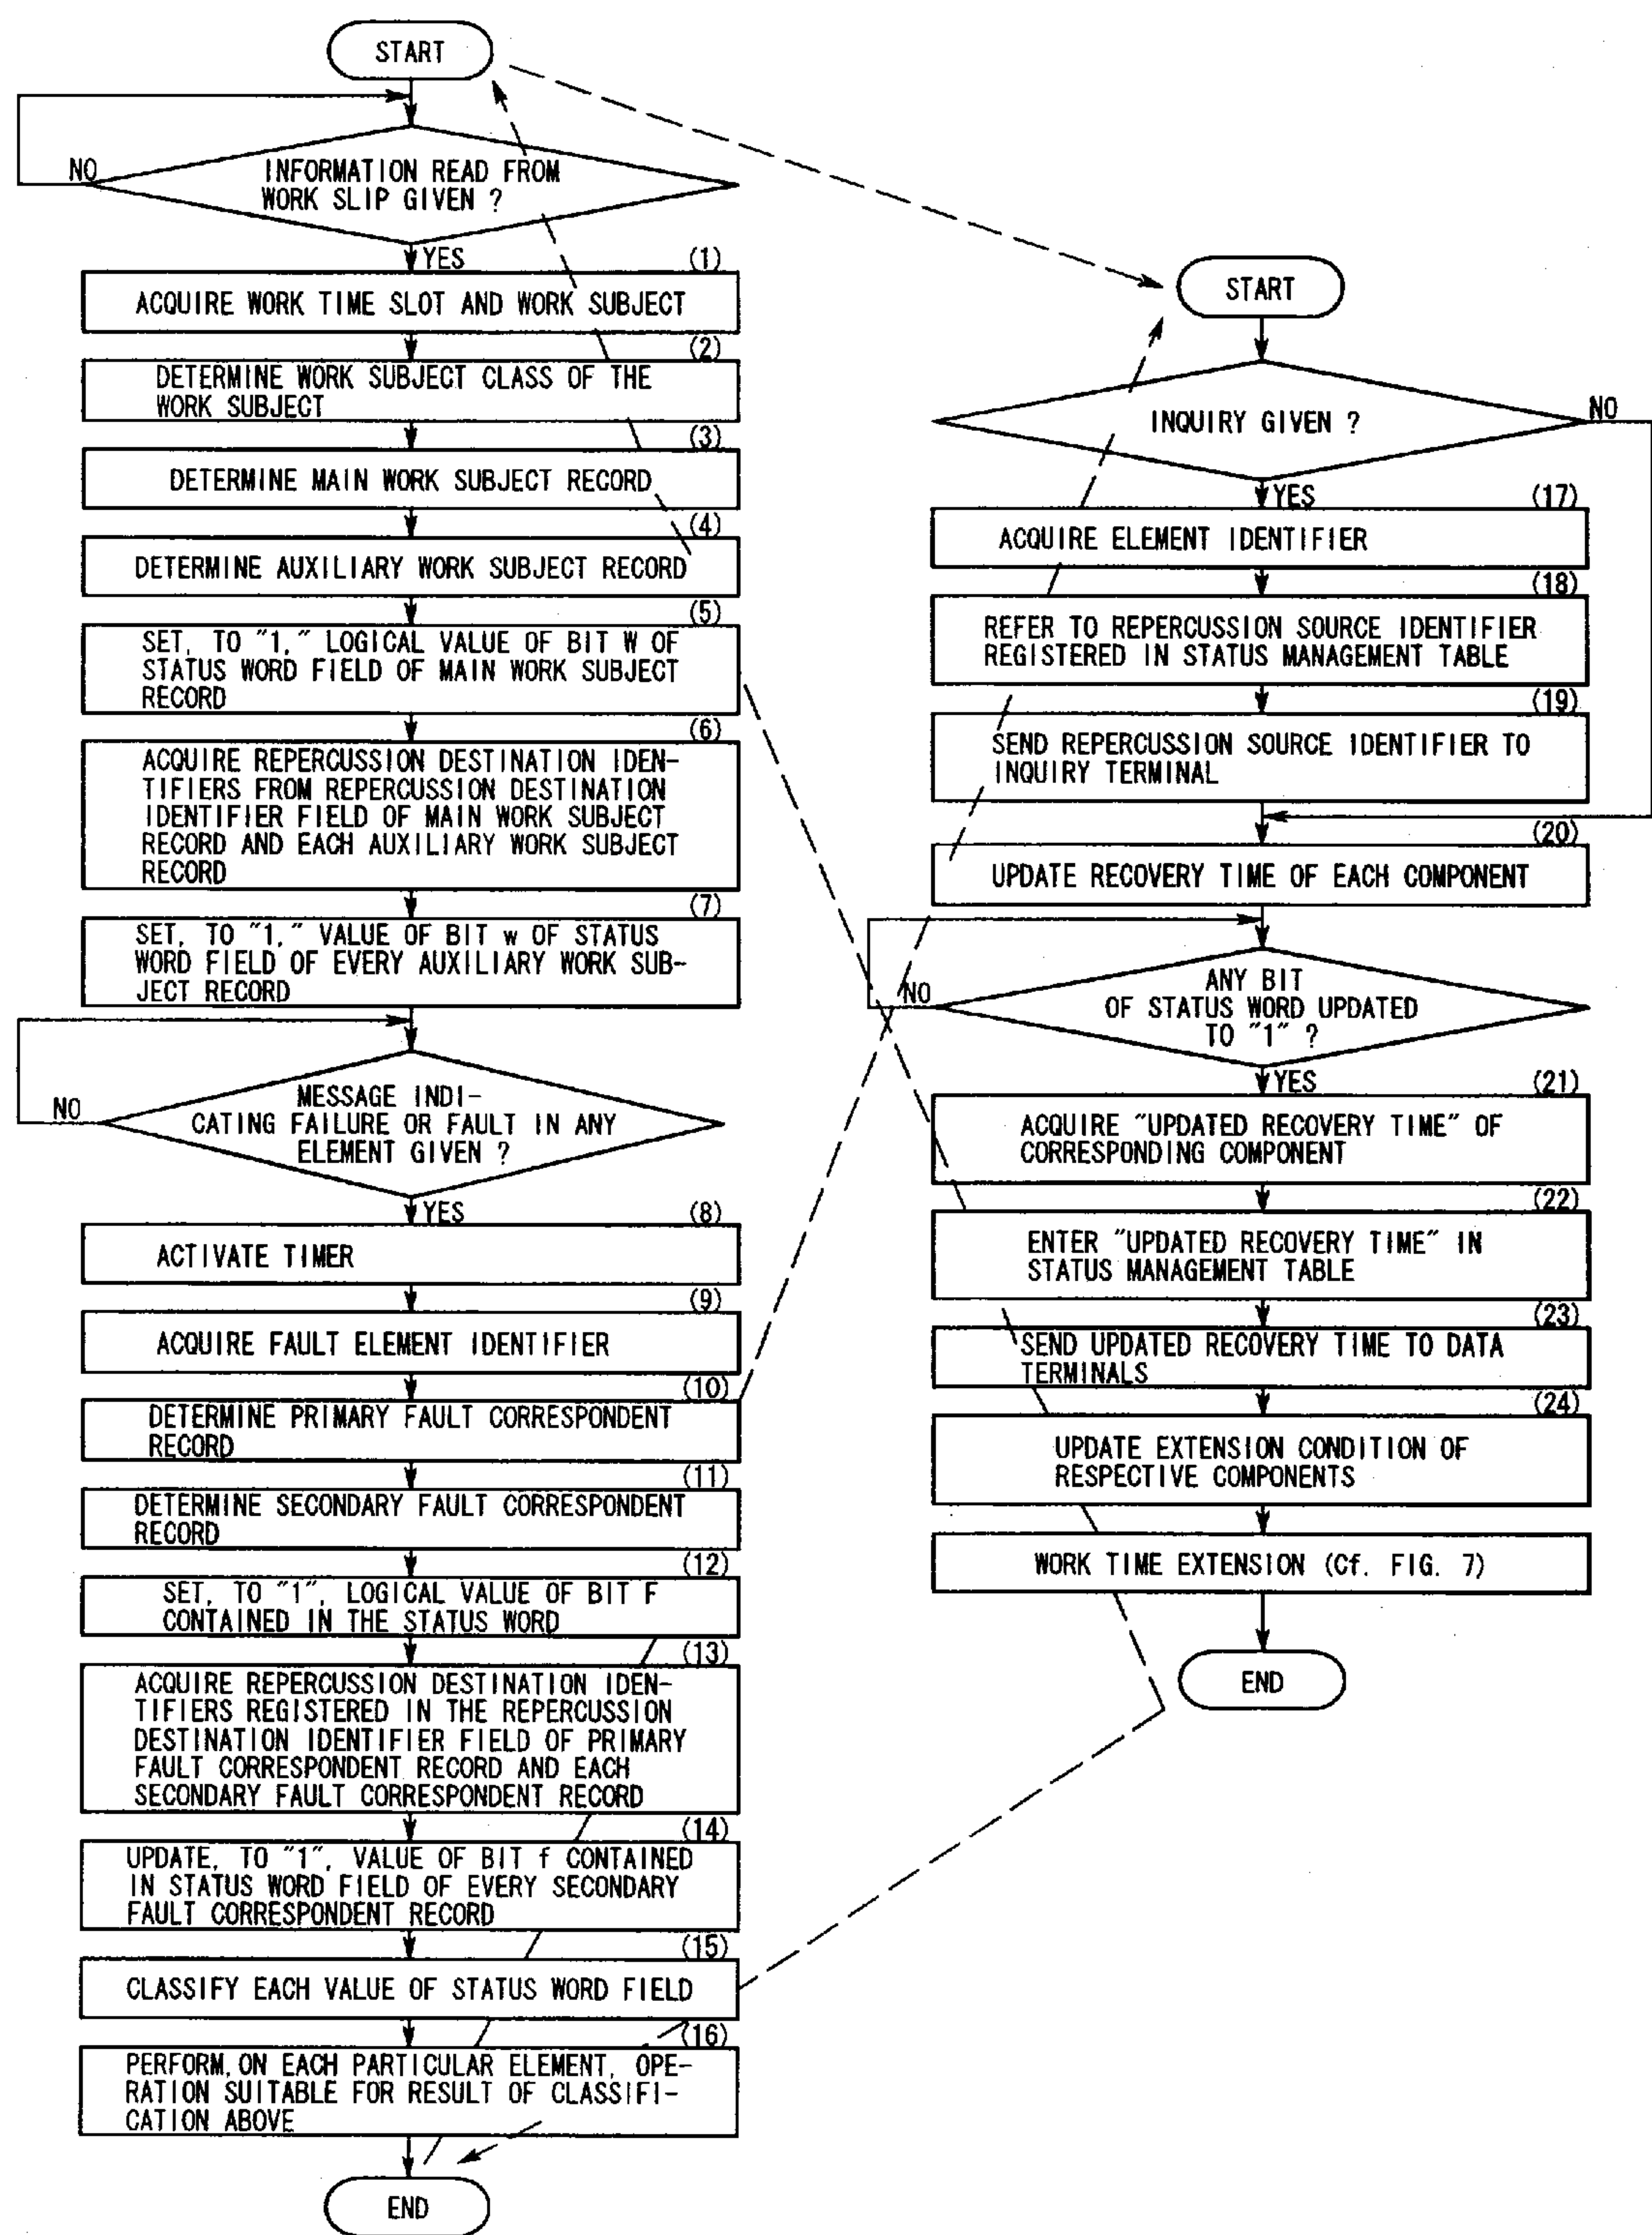 START
NO
INFORMATION READ FROM
WORK SLIP GIVEN ?
YES
(1)
ACQUIRE WORK TIME SLOT AND WORK SUBJECT
(2)
DETERMINE WORK SUBJECT CLASS OF THE
WORK SUBJECT
(3)
DETERMINE MAIN WORK SUBJECT RECORD
(4)
DETERMINE AUXILIARY WORK SUBJECT RECORD
(5)
SET, TO "1," LOGICAL VALUE OF BIT W OF
STATUS WORD FIELD OF MAIN WORK SUBJECT
RECORD
(6)
ACQUIRE REPERCUSSION DESTINATION IDEN-
TIFIERS FROM REPERCUSSION DESTINATION
IDENTIFIER FIELD OF MAIN WORK SUBJECT
RECORD AND EACH AUXILIARY WORK SUBJECT
RECORD
(7)
SET, TO "1," VALUE OF BIT w OF STATUS
WORD FIELD OF EVERY AUXILIARY WORK SUB-
JECT RECORD
NO
MESSAGE INDI-
CATING FAILURE OR FAULT IN ANY
ELEMENT GIVEN ?
YES
(8)
ACTIVATE TIMER
(9)
ACQUIRE FAULT ELEMENT IDENTIFIER
(10)
DETERMINE PRIMARY FAULT CORRESPONDENT
RECORD
(11)
DETERMINE SECONDARY FAULT CORRESPONDENT
RECORD
(12)
SET, TO "1", LOGICAL VALUE OF BIT F
CONTAINED IN THE STATUS WORD
(13)
ACQUIRE REPERCUSSION DESTINATION IDEN-
TIFIERS REGISTERED IN THE REPERCUSSION
DESTINATION IDENTIFIER FIELD OF PRIMARY
FAULT CORRESPONDENT RECORD AND EACH
SECONDARY FAULT CORRESPONDENT RECORD
(14)
UPDATE, TO "1", VALUE OF BIT f CONTAINED
IN STATUS WORD FIELD OF EVERY SECONDARY
FAULT CORRESPONDENT RECORD
(15)
CLASSIFY EACH VALUE OF STATUS WORD FIELD
(16)
PERFORM, ON EACH PARTICULAR ELEMENT, OPE-
RATION SUITABLE FOR RESULT OF CLASSIFI-
CATION ABOVE
END
START
INQUIRY GIVEN ?
NO
YES
(17)
ACQUIRE ELEMENT IDENTIFIER
(18)
REFER TO REPERCUSSION SOURCE IDENTIFIER
REGISTERED IN STATUS MANAGEMENT TABLE
(19)
SEND REPERCUSSION SOURCE IDENTIFIER TO
INQUIRY TERMINAL
(20)
UPDATE RECOVERY TIME OF EACH COMPONENT
NO
ANY BIT
OF STATUS WORD UPDATED
TO "1" ?
YES
(21)
ACQUIRE "UPDATED RECOVERY TIME" OF
CORRESPONDING COMPONENT
(22)
ENTER "UPDATED RECOVERY TIME" IN
STATUS MANAGEMENT TABLE
(23)
SEND UPDATED RECOVERY TIME TO DATA
TERMINALS
(24)
UPDATE EXTENSION CONDITION OF
RESPECTIVE COMPONENTS
WORK TIME EXTENSION (Cf. FIG. 7)
END